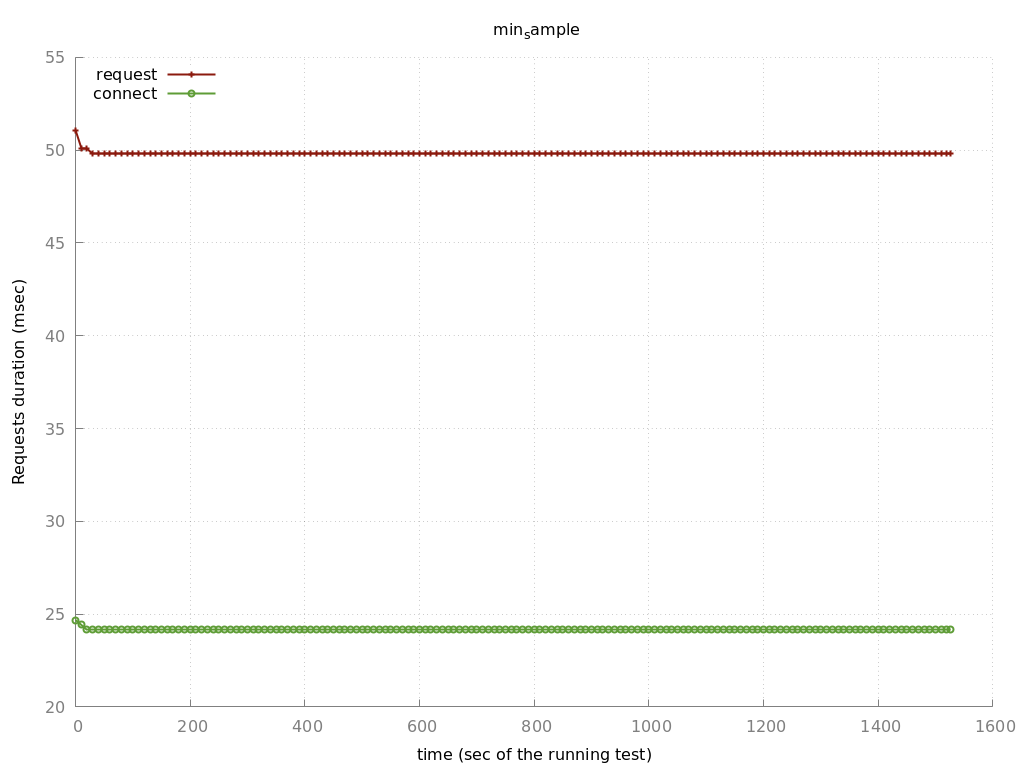 min_sample
55
request
connect
50
45
40
35
30
25
20
Requests duration (msec)
0 200 400 600 800 1000 1200 1400 1600
time (sec of the running test)